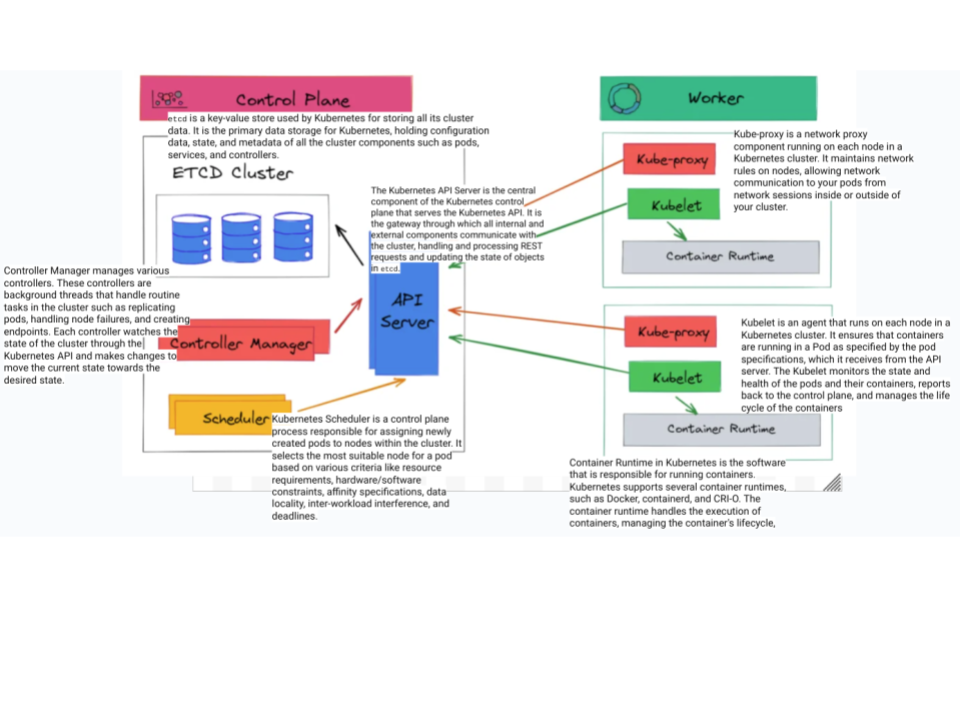 Control Plane
etcd is a key-value store used by Kubernetes for storing all its cluster
data. It is the primary data storage for Kubernetes, holding configuration
data, state, and metadata of all the cluster components such as pods,
services, and controllers.
ETCD Cluster
The Kubernetes API Server is the central
component of the Kubernetes control
plane that serves the Kubernetes API. It is
the gateway through which all internal and
external components communicate with
the cluster, handling and processing REST
requests and updating the state of objects
in etcd.
API
Server
Controller Manager manages various
controllers. These controllers are
background threads that handle routine
tasks in the cluster such as replicating
pods, handling node failures, and creating
endpoints. Each controller watches the
state of the cluster through the
Kubernetes API and makes changes to
move the current state towards the
desired state.
Controller Manager
Scheduler
Kubernetes Scheduler is a control plane
process responsible for assigning newly
created pods to nodes within the cluster. It
selects the most suitable node for a pod
based on various criteria like resource
requirements, hardware/software
constraints, affinity specifications, data
locality, inter-workload interference, and
deadlines.
Worker
Kube-proxy
Kubelet
Container Runtime
Kube-proxy is a network proxy
component running on each node in a
Kubernetes cluster. It maintains network
rules on nodes, allowing network
communication to your pods from
network sessions inside or outside of
your cluster.
Kube-proxy
Kubelet
Container Runtime
Kubelet is an agent that runs on each node in a
Kubernetes cluster. It ensures that containers
are running in a Pod as specified by the pod
specifications, which it receives from the API
server. The Kubelet monitors the state and
health of the pods and their containers, reports
back to the control plane, and manages the life
cycle of the containers
Container Runtime in Kubernetes is the software
that is responsible for running containers.
Kubernetes supports several container runtimes,
such as Docker, containerd, and CRI-O. The
container runtime handles the execution of
containers, managing the container's lifecycle,